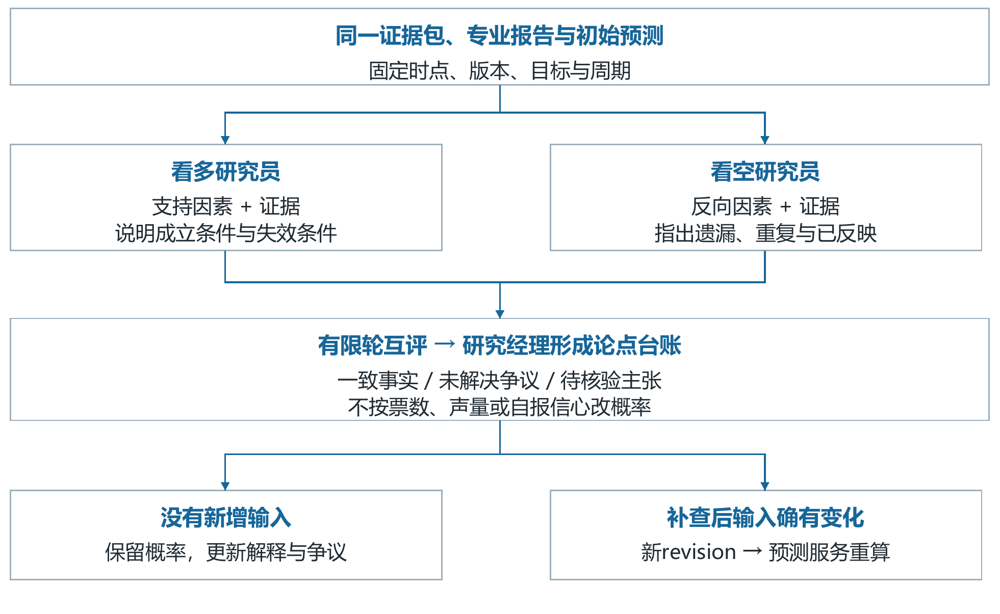 同一证据包、专业报告与初始预测
固定时点、版本、目标与周期
看多研究员
支持因素 + 证据
说明成立条件与失效条件
看空研究员
反向因素 + 证据
指出遗漏、重复与已反映
有限轮互评 → 研究经理形成论点台账
一致事实 / 未解决争议 / 待核验主张
不按票数、声量或自报信心改概率
没有新增输入
保留概率，更新解释与争议
补查后输入确有变化
新revision → 预测服务重算